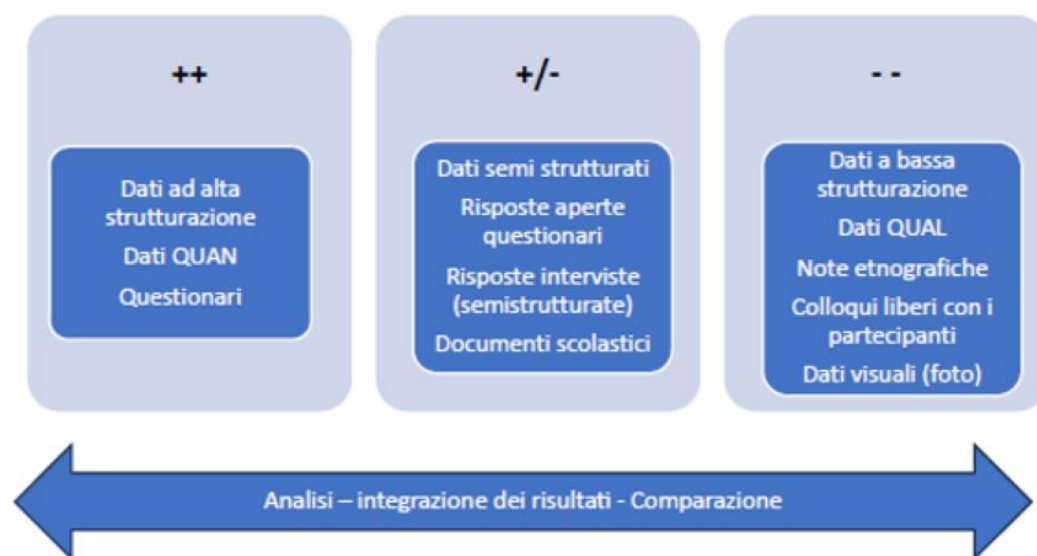 ++
Dati ad alta
strutturazione
Dati QUAN
Questionari
+/-
Dati semi strutturati
Risposte aperte
questionari
Risposte interviste
(semistrutturate)
Documenti scolastici
- -
Dati a bassa
strutturazione
Dati QUAL
Note etnografiche
Colloqui liberi con i
partecipanti
Dati visuali (foto)
Analisi – integrazione dei risultati - Comparazione